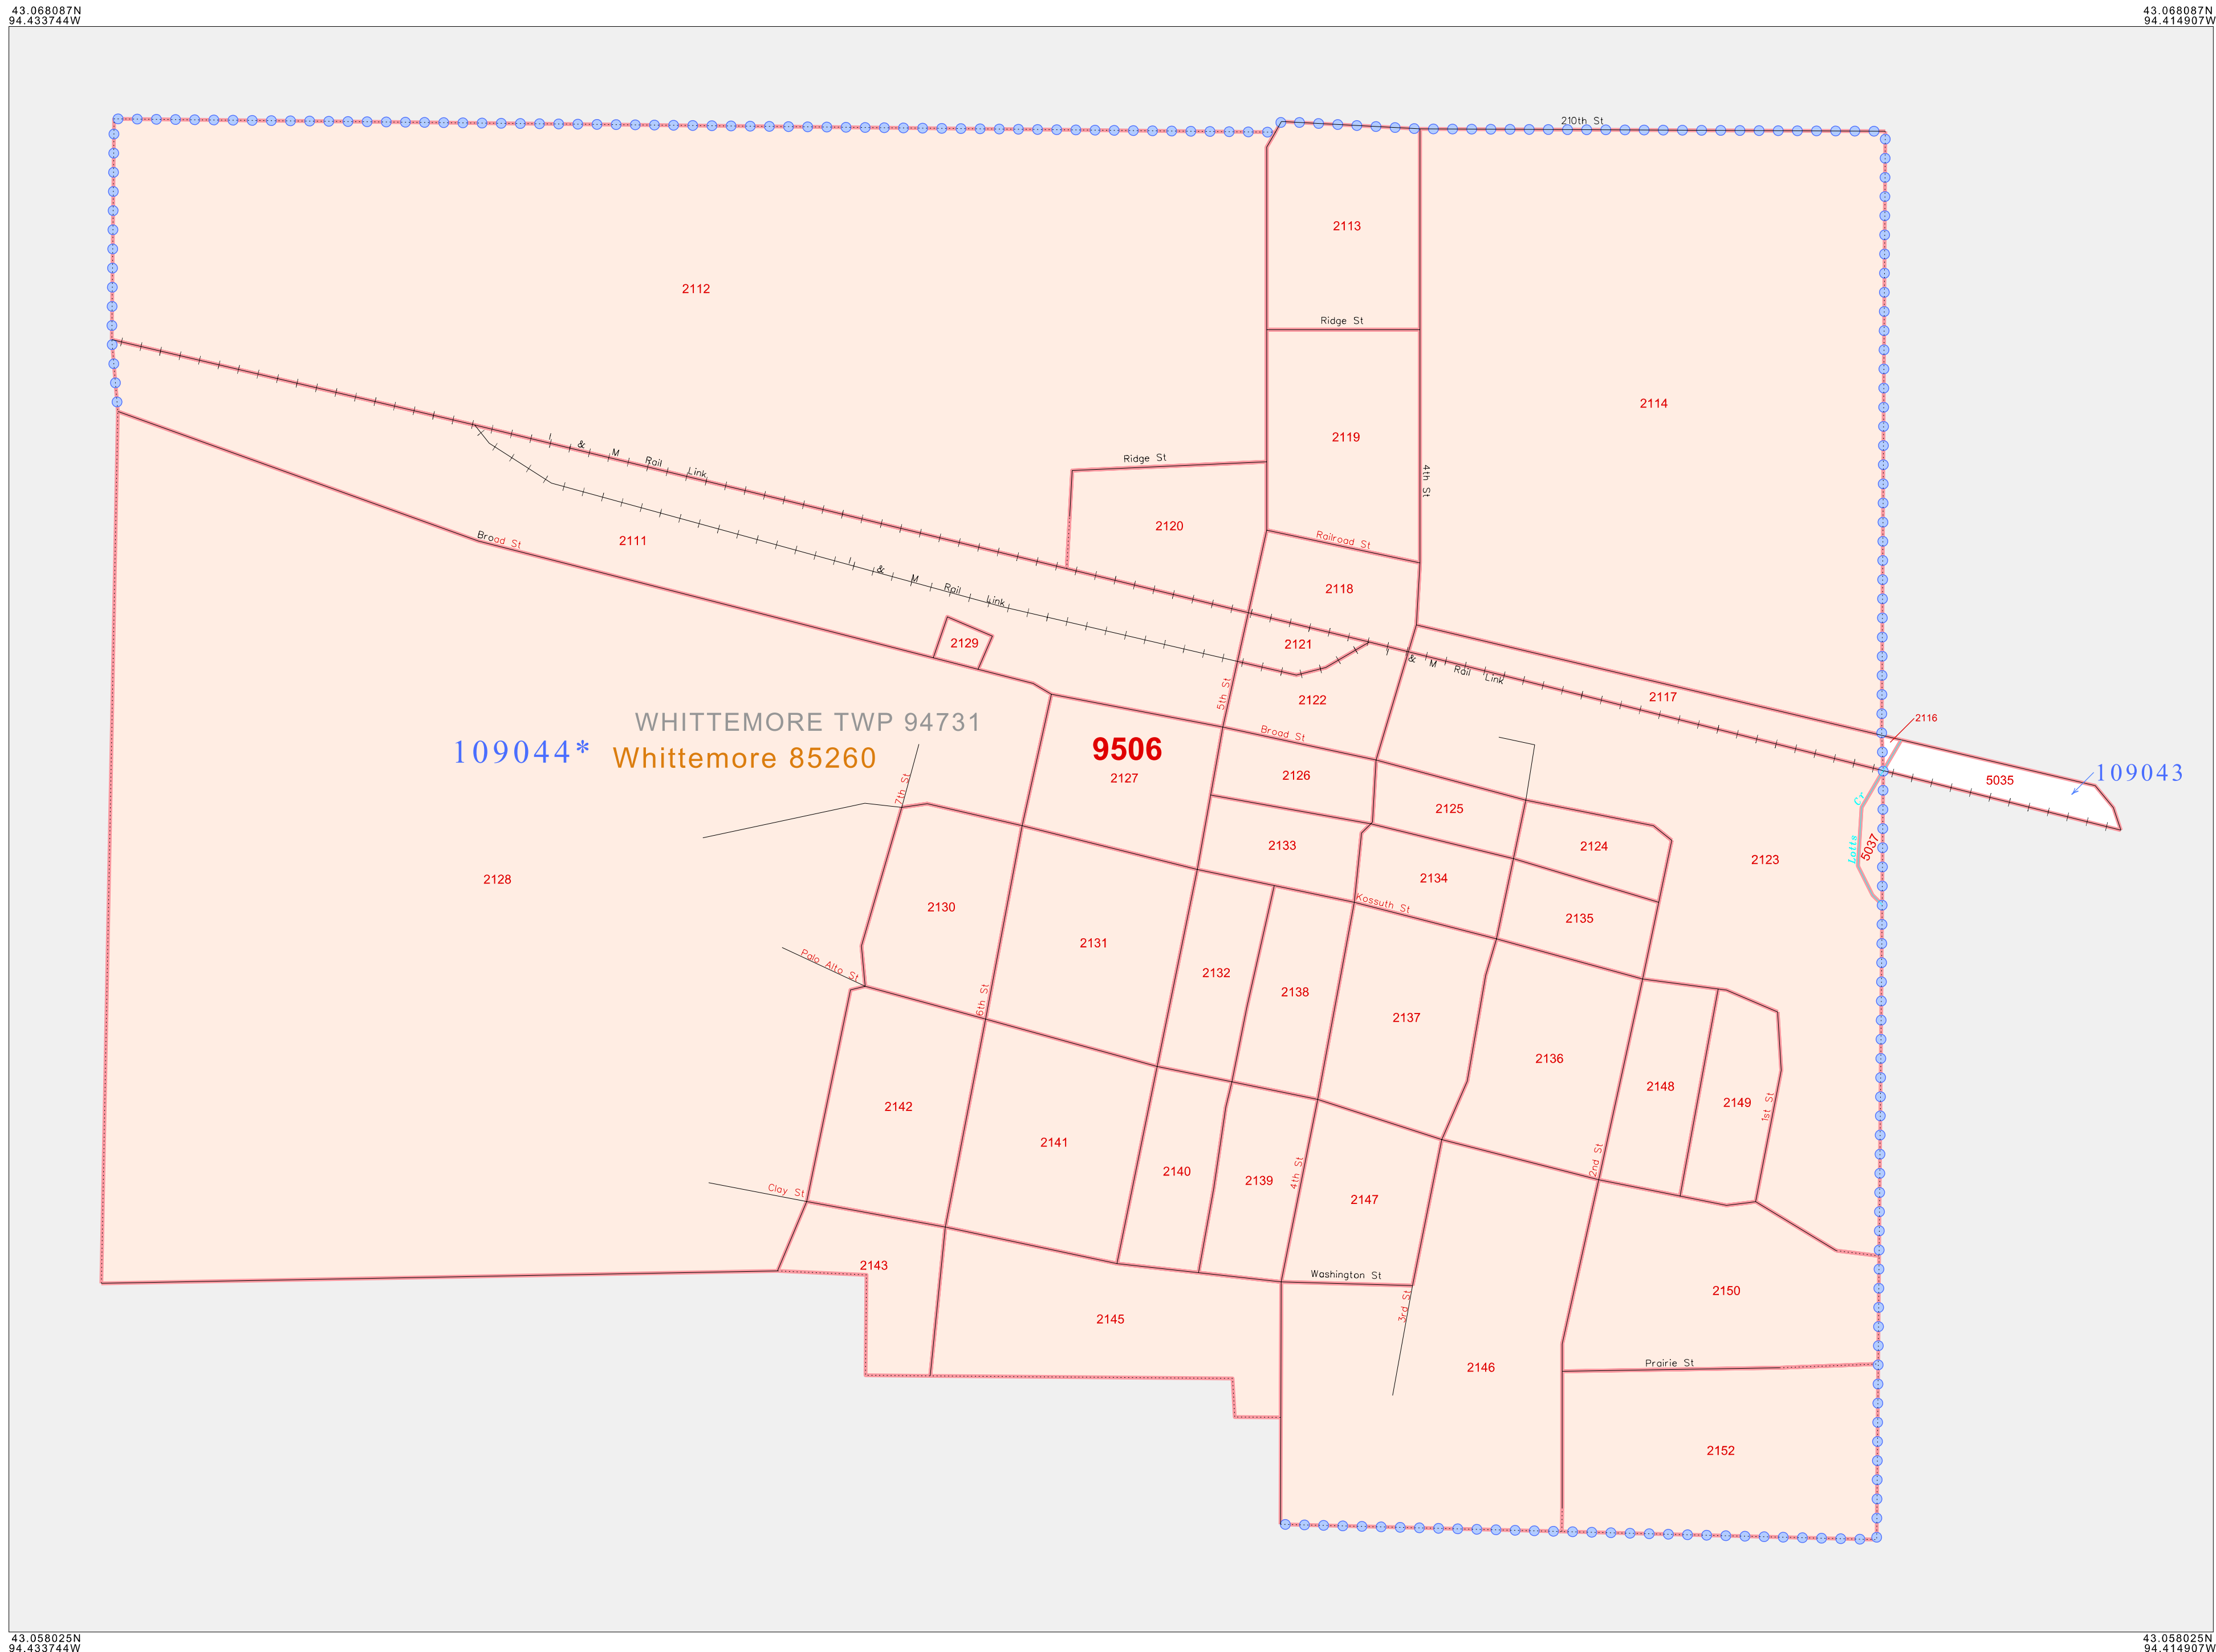 43.068087N
94.433744W
43.068087N
94.414907W
210th St
2113
2112
Ridge St
2114
2119
4th St
I & M Rail Link
Ridge St
2120
Broad St
2111
Railroad St
I & M Rail Link
2118
2129
2121
I & M Rail Link
5th St
2122
2117
2116
WHITTEMORE TWP 94731
109044*
Whittemore 85260
9506
2127
Broad St
2126
5035
109043
7th St
2125
Lotts Cr
5037
2133
2124
2123
2128
2134
2130
Kossuth St
2135
2131
Palo Alto St
2132
2138
6th St
2137
2136
2148
2149
1st St
2142
2141
2140
2139
4th St
2147
2nd St
Clay St
2143
Washington St
3rd St
2150
2145
2146
Prairie St
2152
43.058025N
94.433744W
43.058025N
94.414907W